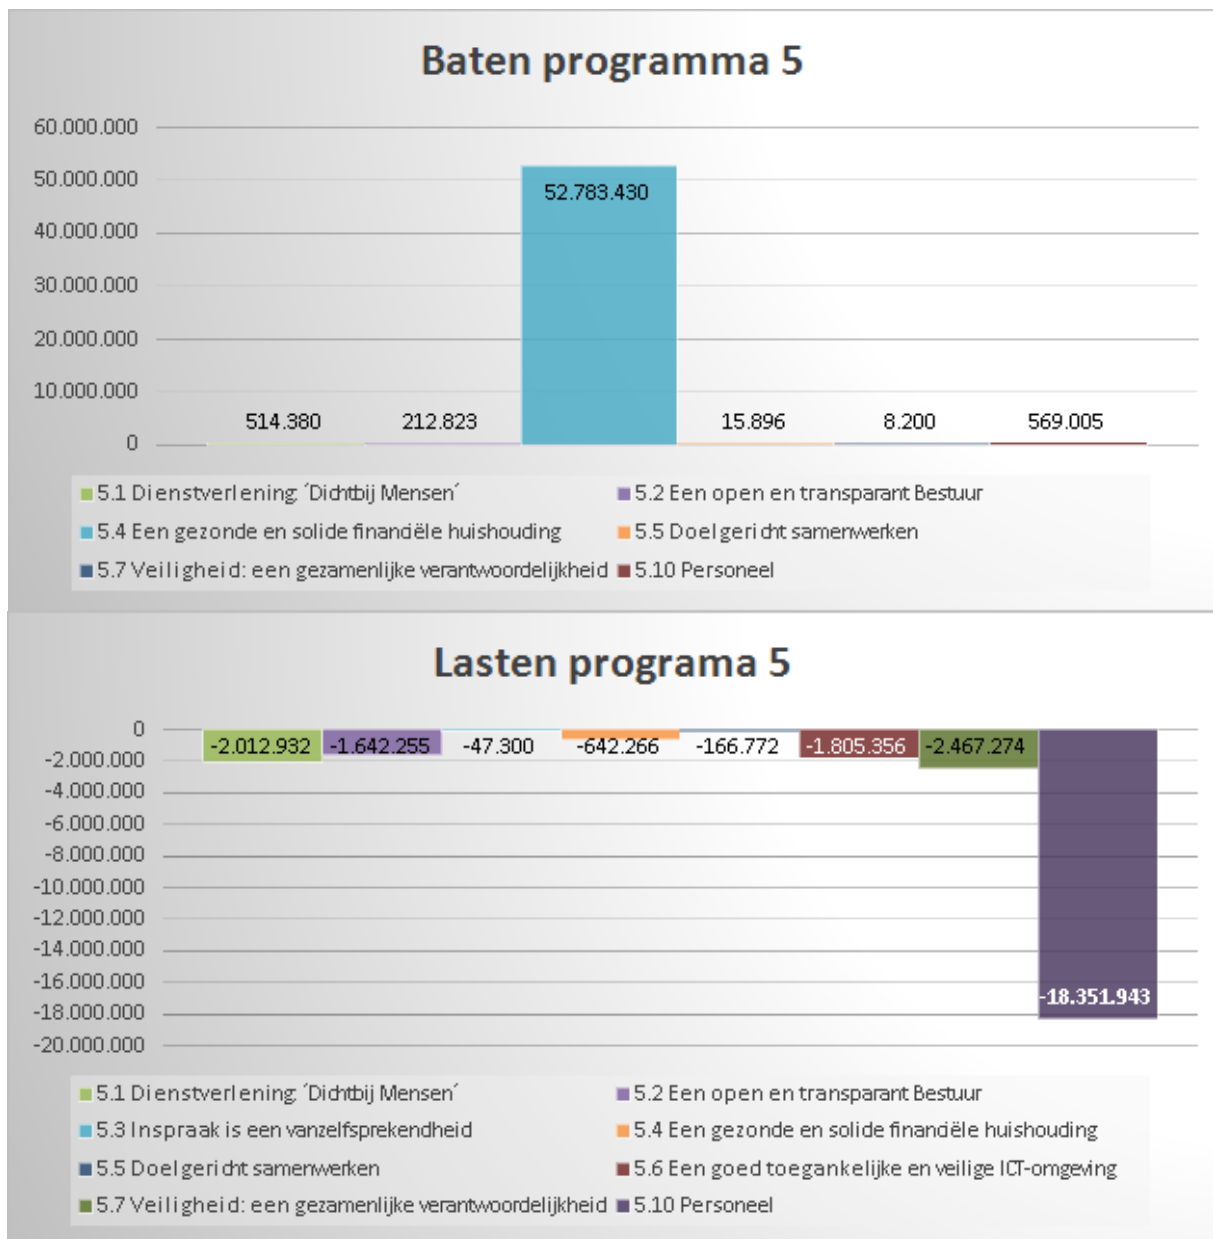 Baten programma 5
60.000.000
50.000.000
52.783.430
40.000.000
30.000.000
20.000.000
10.000.000
514.380 212.823 15.896 8.200 569.005
0
5.1 Dienstverlening ´Dichtbij Mensen´ 5.2 Een open en transparant Bestuur
5.4 Een gezonde en solide financiële huishouding 5.5 Doelgericht samenwerken
5.7 Veiligheid: een gezamenlijke verantwoordelijkheid 5.10 Personeel
Lasten programa 5
0
-2.012.932 -1.642.255 -47.300 -642.266 -166.772 -1.805.356 -2.467.274
-2.000.000
-4.000.000
-6.000.000
-8.000.000
-10.000.000
-12.000.000
-14.000.000
-16.000.000
-18.351.943
-18.000.000
-20.000.000
5.1 Dienstverlening ´Dichtbij Mensen´ 5.2 Een open en transparant Bestuur
5.3 Inspraak is een vanzelfsprekendheid 5.4 Een gezonde en solide financiële huishouding
5.5 Doelgericht samenwerken 5.6 Een goed toegankelijke en veilige ICT-omgeving
5.7 Veiligheid: een gezamenlijke verantwoordelijkheid 5.10 Personeel